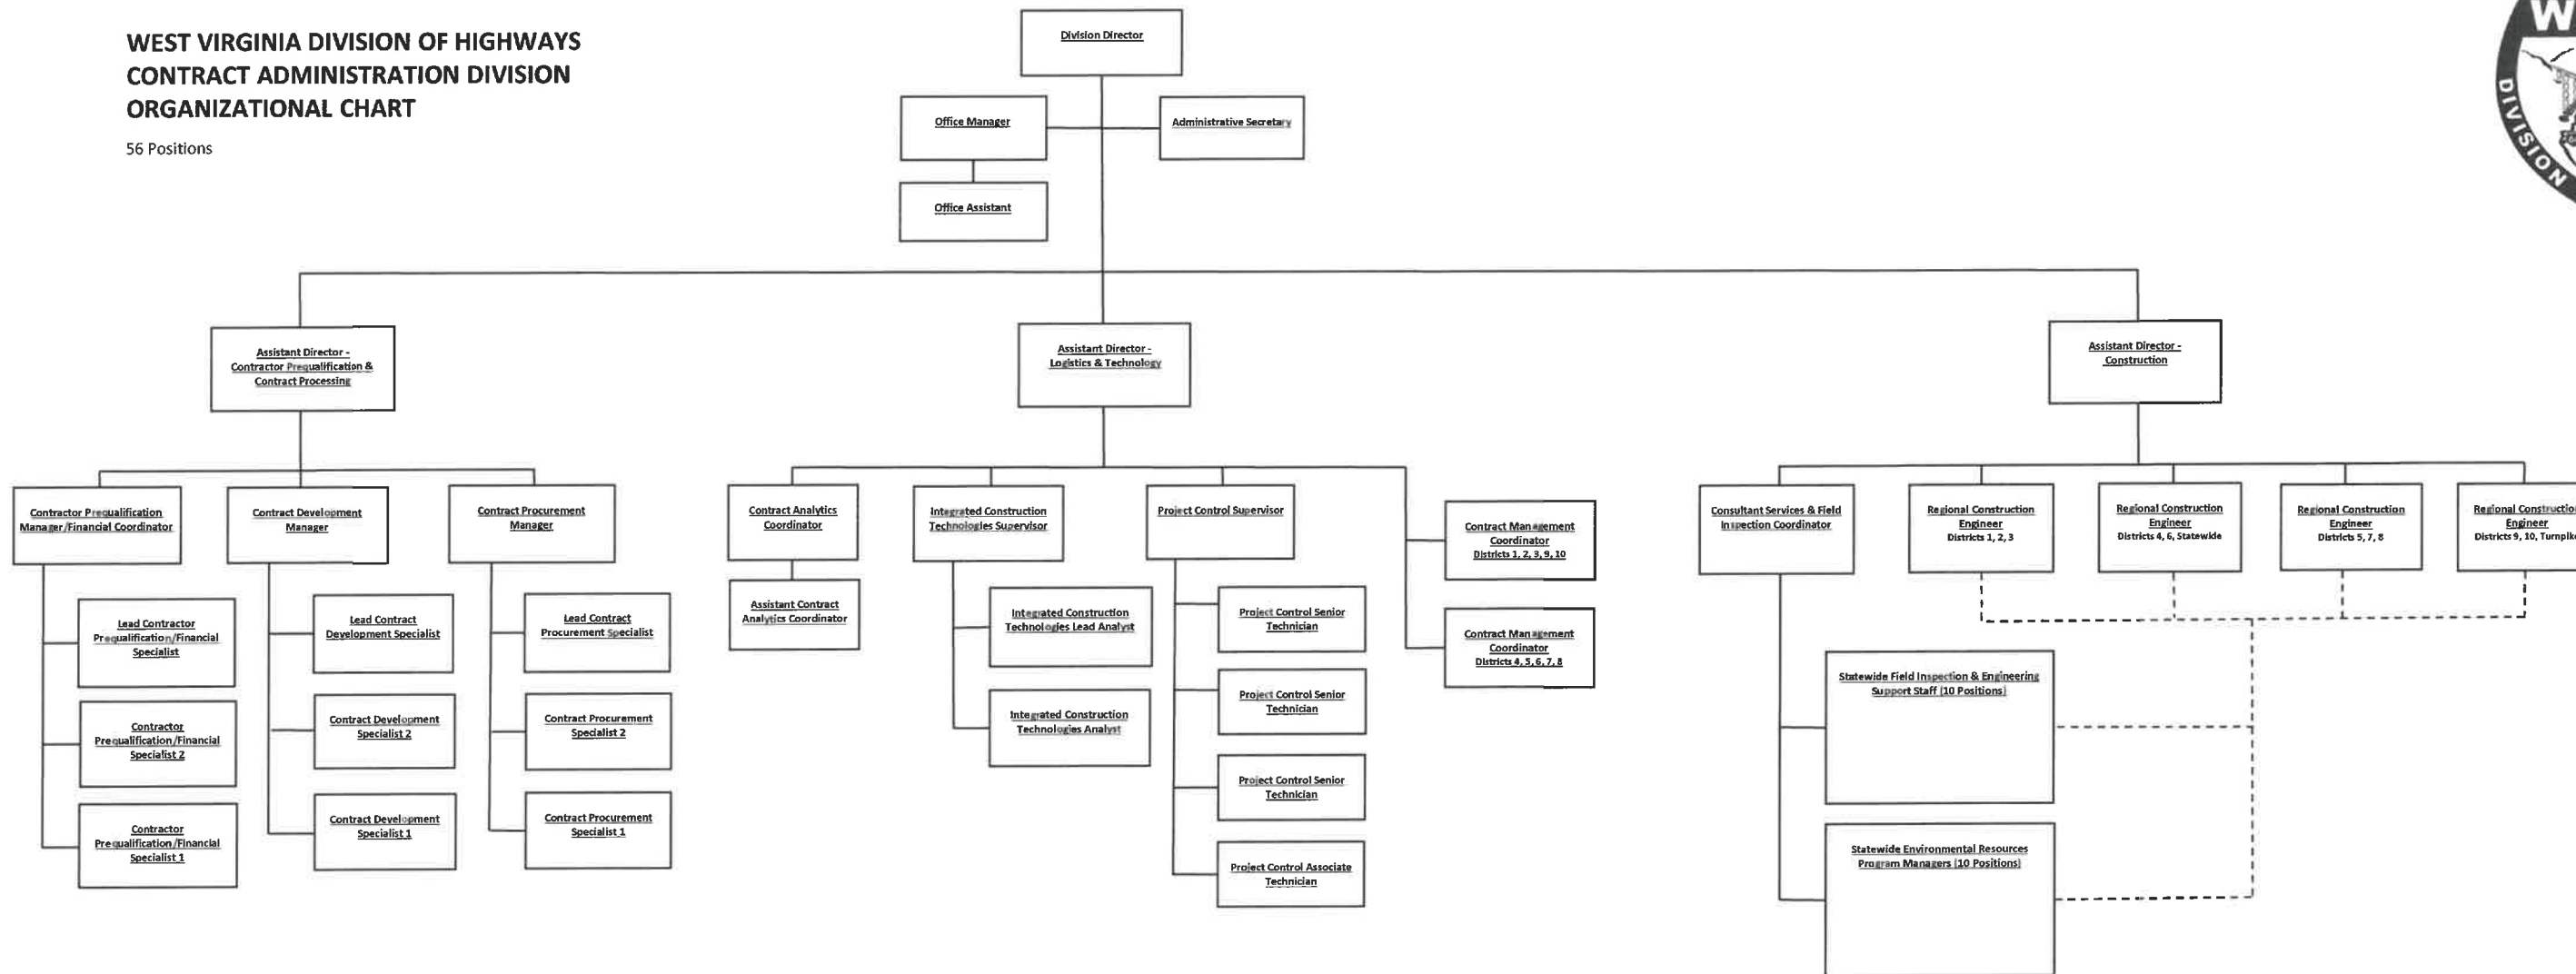 WEST VIRGINIA DIVISION OF HIGHWAYS
CONTRACT ADMINISTRATION DIVISION
ORGANIZATIONAL CHART
56 Positions
W
DIVISION
Division Director
Office Manager
Administrative Secretary
Office Assistant
Assistant Director -
Contractor Prequalification &
Contract Processing
Assistant Director -
Logistics & Technology
Assistant Director -
Construction
Contractor Prequalification
Manager/Financial Coordinator
Contract Development
Manager
Contract Procurement
Manager
Lead Contractor
Prequalification/Financial
Specialist
Contractor
Prequalification/Financial
Specialist 2
Contractor
Prequalification/Financial
Specialist 1
Lead Contract
Development Specialist
Contract Development
Specialist 2
Contract Development
Specialist 1
Lead Contract
Procurement Specialist
Contract Procurement
Specialist 2
Contract Procurement
Specialist 1
Contract Analytics
Coordinator
Assistant Contract
Analytics Coordinator
Integrated Construction
Technologies Supervisor
Integrated Construction
Technologies Lead Analyst
Integrated Construction
Technologies Analyst
Project Control Supervisor
Project Control Senior
Technician
Project Control Senior
Technician
Project Control Senior
Technician
Project Control Associate
Technician
Contract Management
Coordinator
Districts 1, 2, 3, 9, 10
Contract Management
Coordinator
Districts 4, 5, 6, 7, 8
Consultant Services & Field
Inspection Coordinator
Regional Construction
Engineer
Districts 1, 2, 3
Regional Construction
Engineer
Districts 4, 6, Statewide
Regional Construction
Engineer
Districts 5, 7, 8
Regional Constructio
Engineer
Districts 9, 10, Turnpike
Statewide Field Inspection & Engineering
Support Staff (10 Positions)
Statewide Environmental Resources
Program Managers (10 Positions)